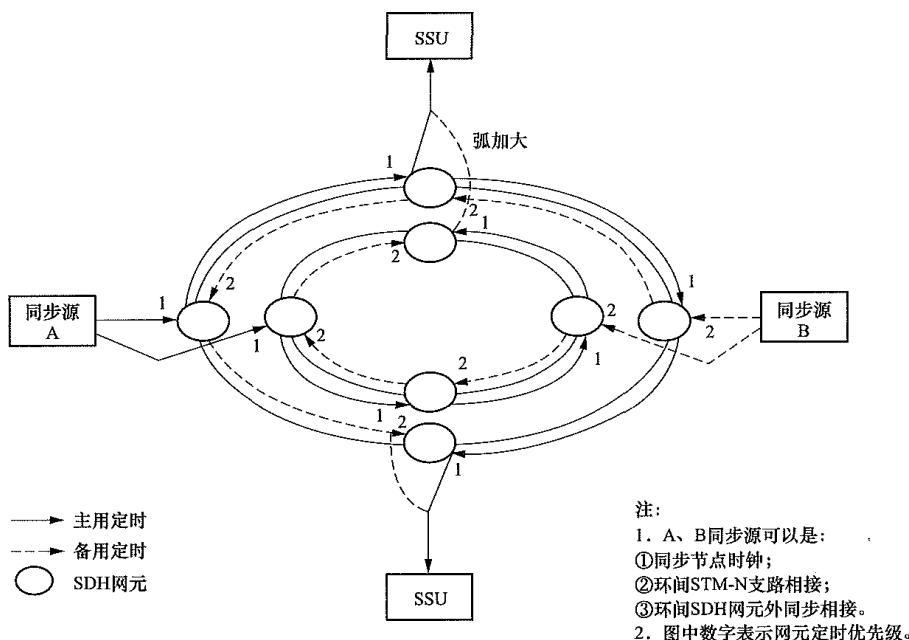 SSU
弧加大
1
2
1
2
1
2
同步源
A
1
1
2
2
1
2
2
同步源
B
2
1
1
2
1
主用定时
备用定时
SDH网元
SSU
注：
1．A、B同步源可以是：
①同步节点时钟；
②环间STM-N支路相接；
③环间SDH网元外同步相接。
2．图中数字表示网元定时优先级。